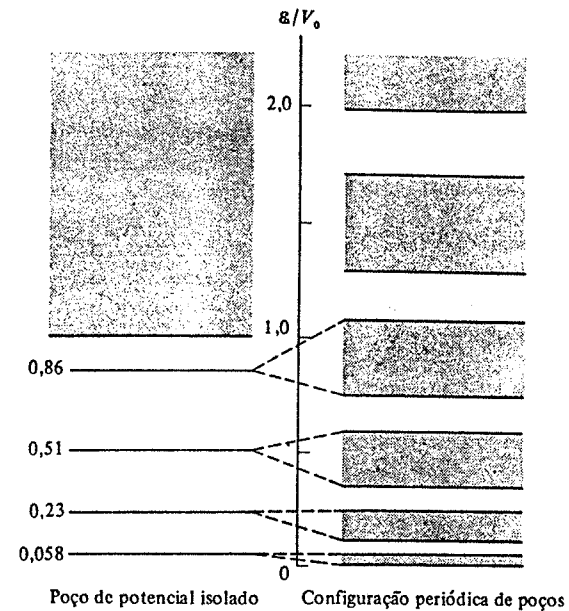 ε/V₀
2,0
1,0
0,86
0,51
0,23
0,058
0
Poço de potencial isolado
Configuração periódica de poços